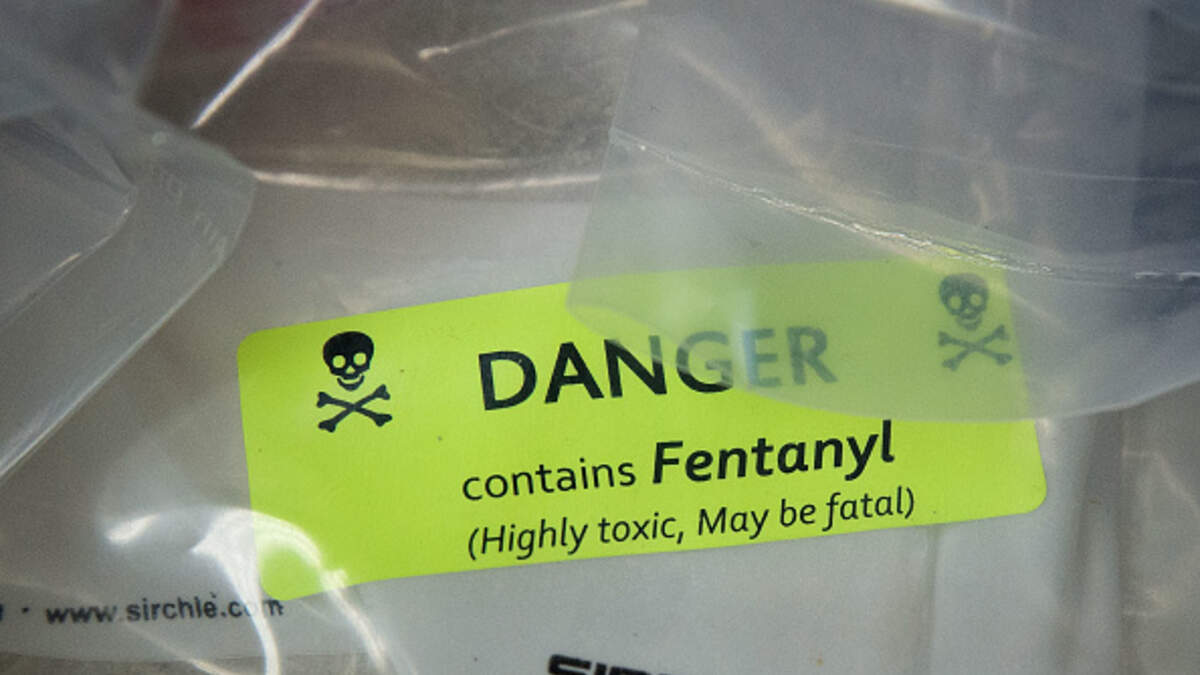 DANGER
contains Fentanyl
(Highly toxic, May be fatal)
· www.sirchie.com